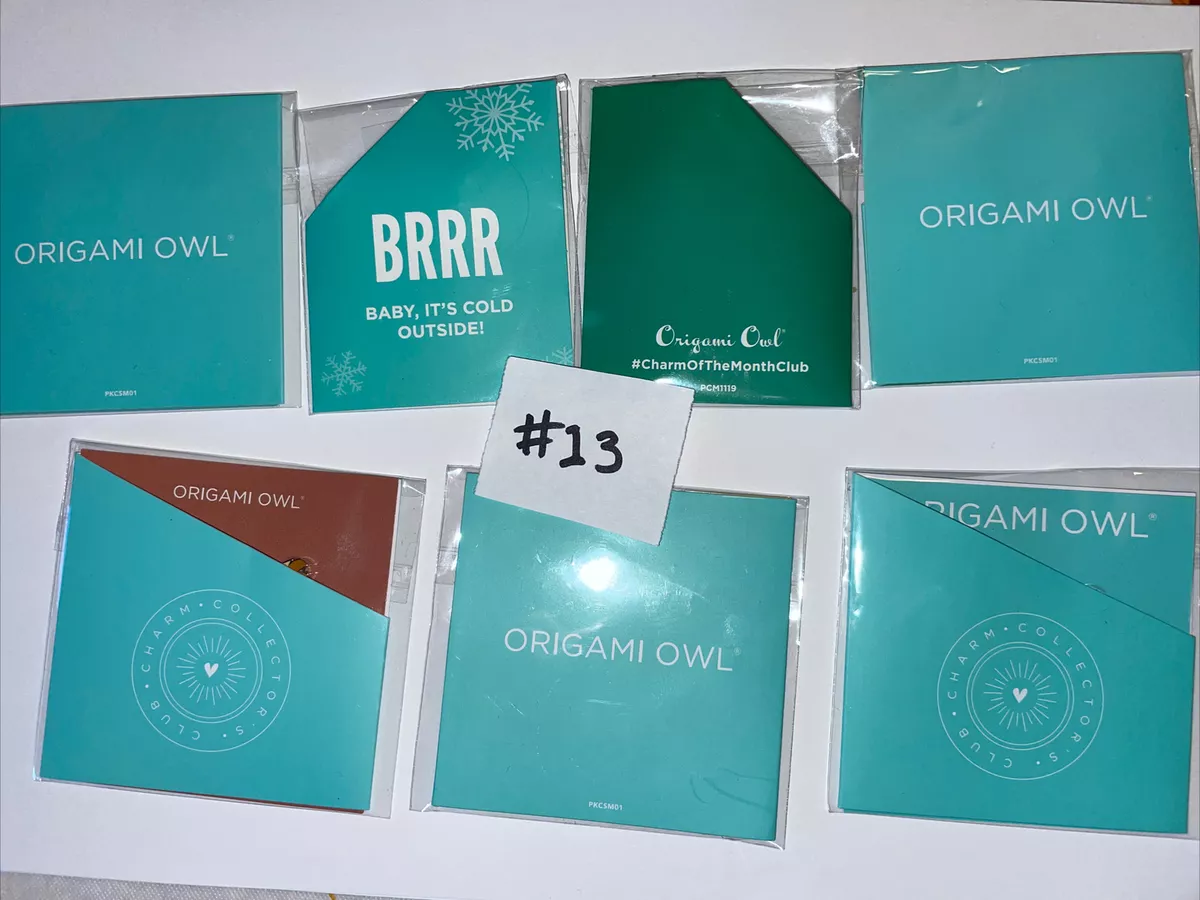 ORIGAMI OWL®
PKCSM01
BRRR
BABY, IT'S COLD
OUTSIDE!
Origami Owl®
#CharmOfTheMonthClub
PCM1119
ORIGAMI OWL®
PKCSM01
#13
ORIGAMI OWL®
CHARM • COLLECTOR'S • CLUB •
ORIGAMI OWL®
PKCSM01
RIGAMI OWL®
CHARM • COLLECTOR'S • CLUB •